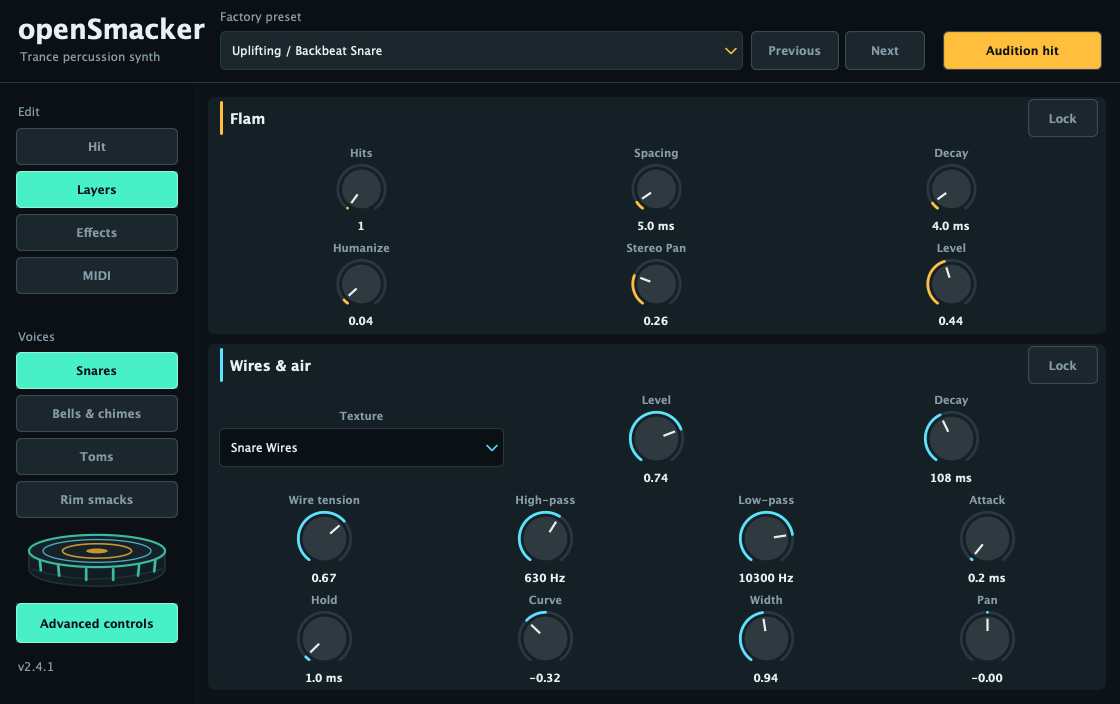 openSmacker
Trance percussion synth
Factory preset
Uplifting / Backbeat Snare
Previous
Next
Audition hit
Edit
Hit
Layers
Effects
MIDI
Voices
Snares
Bells & chimes
Toms
Rim smacks
Advanced controls
v2.4.1
Flam
Lock
Hits
Spacing
Decay
1
5.0 ms
4.0 ms
Humanize
Stereo Pan
Level
0.04
0.26
0.44
Wires & air
Lock
Texture
Level
Decay
Snare Wires
0.74
108 ms
Wire tension
High-pass
Low-pass
Attack
0.67
630 Hz
10300 Hz
0.2 ms
Hold
Curve
Width
Pan
1.0 ms
-0.32
0.94
-0.00